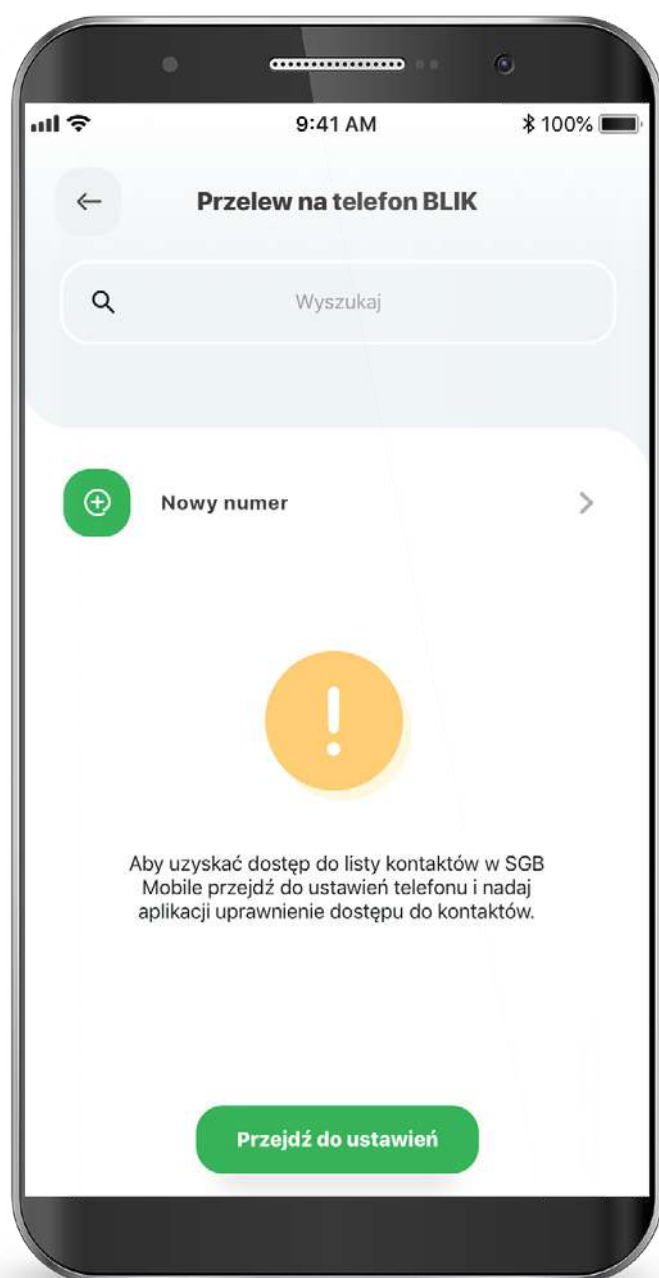 9:41 AM
100%
Przelew na telefon BLIK
Wyszukaj
Nowy numer
Aby uzyskać dostęp do listy kontaktów w SGB
Mobile przejdź do ustawień telefonu i nadaj
aplikacji uprawnienie dostępu do kontaktów.
Przejdź do ustawień